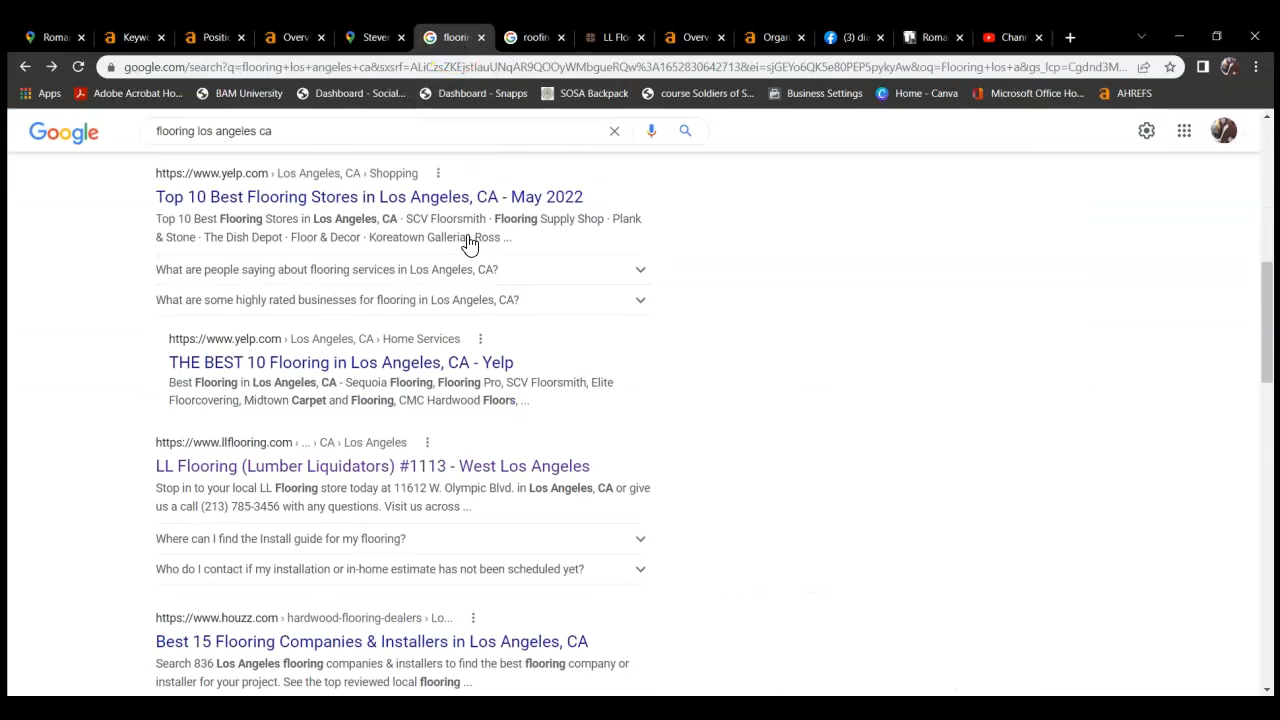 Roma
Keywo
Positio
Overv
Steve
floorin
roofin
LL Flo
Overv
Organ
(3) dia
Roma
Chann
google.com/search?q=flooring+los+angeles+ca&sxsrf=ALiCzsZKEjstIauUNqAR9QOOyWMbgueRQw%3A1652830642713&ei=sjGEYo6QK5e80PEP5pykyAw&oq=Flooring+los+a&gs_lcp=Cgdnd3M...
Apps
Adobe Acrobat Ho...
BAM University
Dashboard - Social...
Dashboard - Snapps
SOSA Backpack
course Soldiers of S...
Business Settings
Home - Canva
Microsoft Office Ho...
AHREFS
Google
flooring los angeles ca
https://www.yelp.com › Los Angeles, CA › Shopping
Top 10 Best Flooring Stores in Los Angeles, CA - May 2022
Top 10 Best Flooring Stores in Los Angeles, CA · SCV Floorsmith · Flooring Supply Shop · Plank
& Stone · The Dish Depot · Floor & Decor · Koreatown Galleria · Ross ...
What are people saying about flooring services in Los Angeles, CA?
What are some highly rated businesses for flooring in Los Angeles, CA?
https://www.yelp.com › Los Angeles, CA › Home Services
THE BEST 10 Flooring in Los Angeles, CA - Yelp
Best Flooring in Los Angeles, CA - Sequoia Flooring, Flooring Pro, SCV Floorsmith, Elite
Floorcovering, Midtown Carpet and Flooring, CMC Hardwood Floors, ...
https://www.llflooring.com › ... › CA › Los Angeles
LL Flooring (Lumber Liquidators) #1113 - West Los Angeles
Stop in to your local LL Flooring store today at 11612 W. Olympic Blvd. in Los Angeles, CA or give
us a call (213) 785-3456 with any questions. Visit us across ...
Where can I find the Install guide for my flooring?
Who do I contact if my installation or in-home estimate has not been scheduled yet?
https://www.houzz.com › hardwood-flooring-dealers › Lo...
Best 15 Flooring Companies & Installers in Los Angeles, CA
Search 836 Los Angeles flooring companies & installers to find the best flooring company or
installer for your project. See the top reviewed local flooring ...